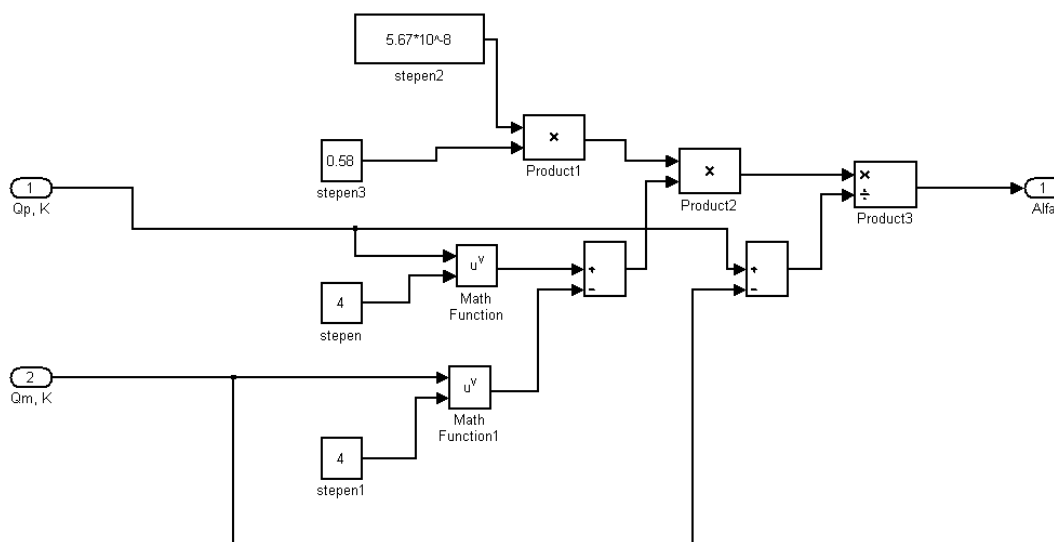 5.67*10^-8
stepen2
0.58
stepen3
×
Product1
×
Product2
×
÷
Product3
1
Qp, K
1
Alfa
u^v
Math
Function
+
−
+
−
4
stepen
2
Qm, K
u^v
Math
Function1
4
stepen1